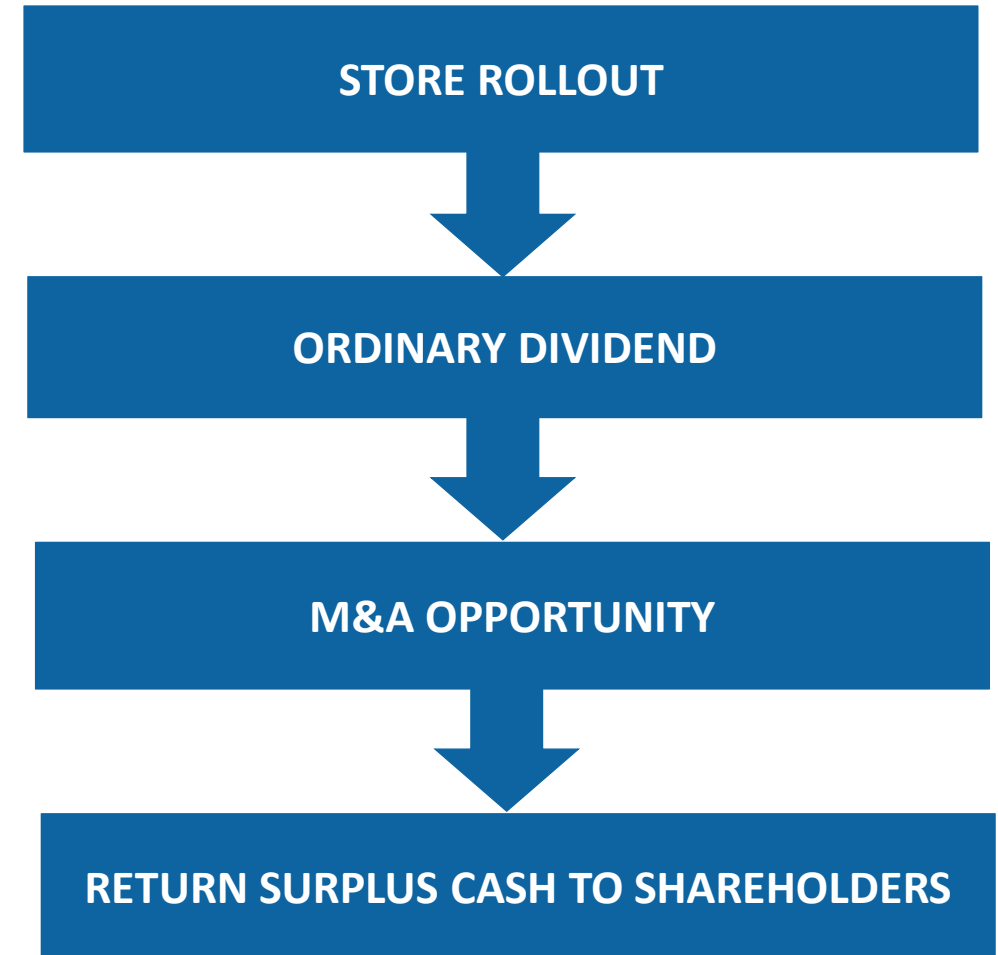 STORE ROLLOUT
ORDINARY DIVIDEND
M&A OPPORTUNITY
RETURN SURPLUS CASH TO SHAREHOLDERS